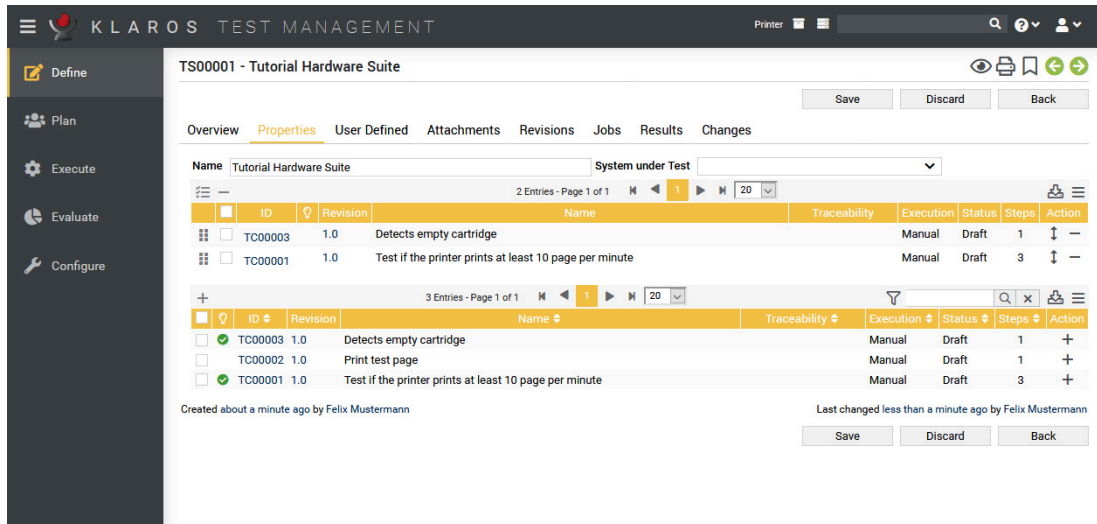 KLAROS TEST MANAGEMENT Printer
Define
TS00001 - Tutorial Hardware Suite
Save Discard Back
Plan
Overview Properties User Defined Attachments Revisions Jobs Results Changes
Execute
Name Tutorial Hardware Suite System under Test
2 Entries - Page 1 of 1 1 20
Evaluate
ID Revision Name Traceability Execution Status Steps Action
TC00003 1.0 Detects empty cartridge Manual Draft 1
TC00001 1.0 Test if the printer prints at least 10 page per minute Manual Draft 3
Configure
3 Entries - Page 1 of 1 1 20
ID Revision Name Traceability Execution Status Steps Action
TC00003 1.0 Detects empty cartridge Manual Draft 1
TC00002 1.0 Print test page Manual Draft 1
TC00001 1.0 Test if the printer prints at least 10 page per minute Manual Draft 3
Created about a minute ago by Felix Mustermann Last changed less than a minute ago by Felix Mustermann
Save Discard Back